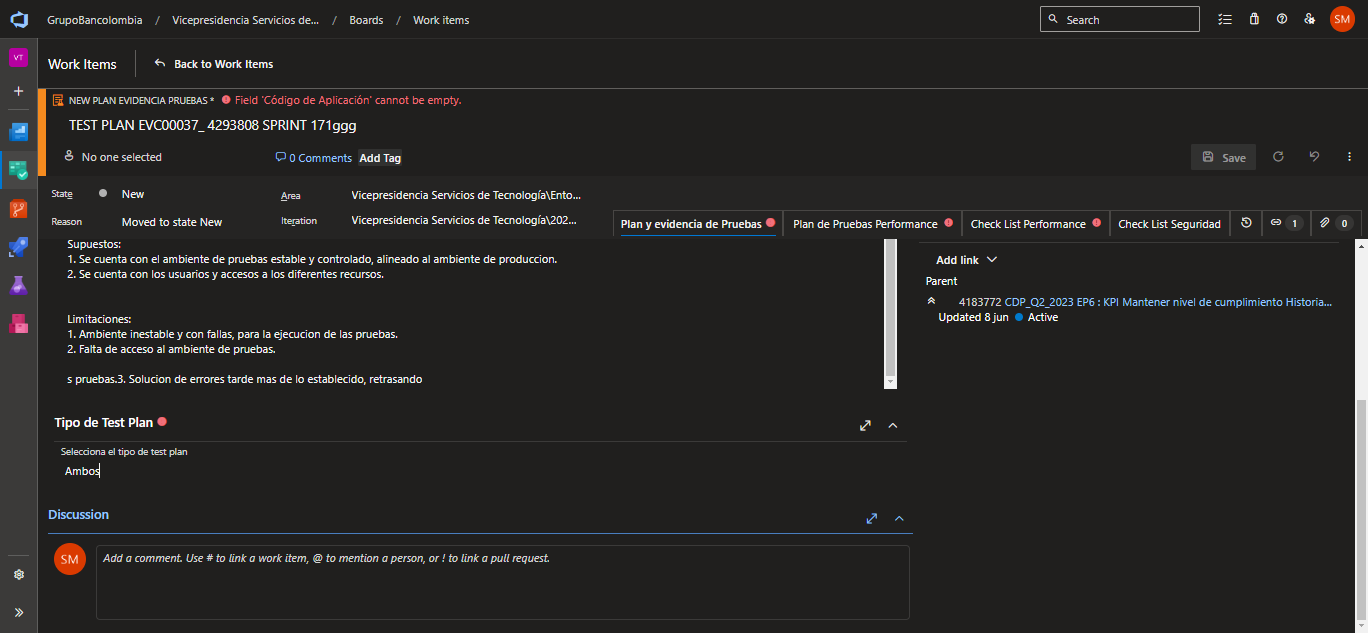 GrupoBancolombia / Vicepresidencia Servicios de... / Boards / Work items
Search
SM
VT
Work Items
Back to Work Items
NEW PLAN EVIDENCIA PRUEBAS * Field 'Código de Aplicación' cannot be empty.
TEST PLAN EVC00037_ 4293808 SPRINT 171ggg
No one selected
0 Comments
Add Tag
Save
State New
Area Vicepresidencia Servicios de Tecnología\Ento...
Reason Moved to state New
Iteration Vicepresidencia Servicios de Tecnología\202...
Plan y evidencia de Pruebas
Plan de Pruebas Performance
Check List Performance
Check List Seguridad
1
0
Supuestos:
1. Se cuenta con el ambiente de pruebas estable y controlado, alineado al ambiente de produccion.
2. Se cuenta con los usuarios y accesos a los diferentes recursos.
Limitaciones:
1. Ambiente inestable y con fallas, para la ejecucion de las pruebas.
2. Falta de acceso al ambiente de pruebas.
s pruebas.3. Solucion de errores tarde mas de lo establecido, retrasando
Add link
Parent
4183772 CDP_Q2_2023 EP6 : KPI Mantener nivel de cumplimiento Historia...
Updated 8 jun Active
Tipo de Test Plan
Selecciona el tipo de test plan
Ambos
Discussion
SM
Add a comment. Use # to link a work item, @ to mention a person, or ! to link a pull request.